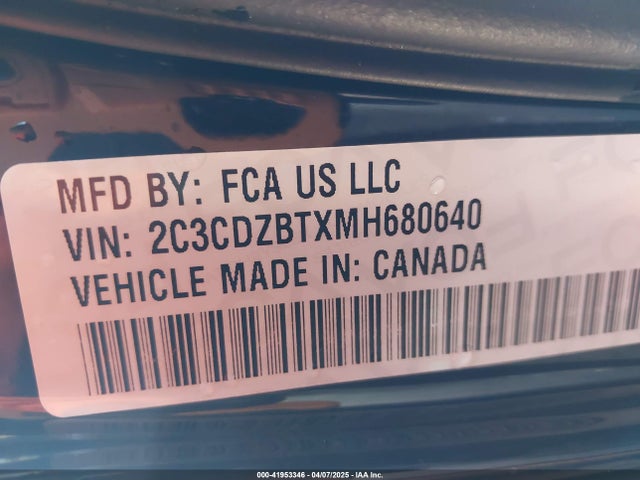 MFD BY: FCA US LLC
VIN: 2C3CDZBTXMH680640
VEHICLE MADE IN: CANADA
000-41953346 - 04/07/2025 - IAA Inc.